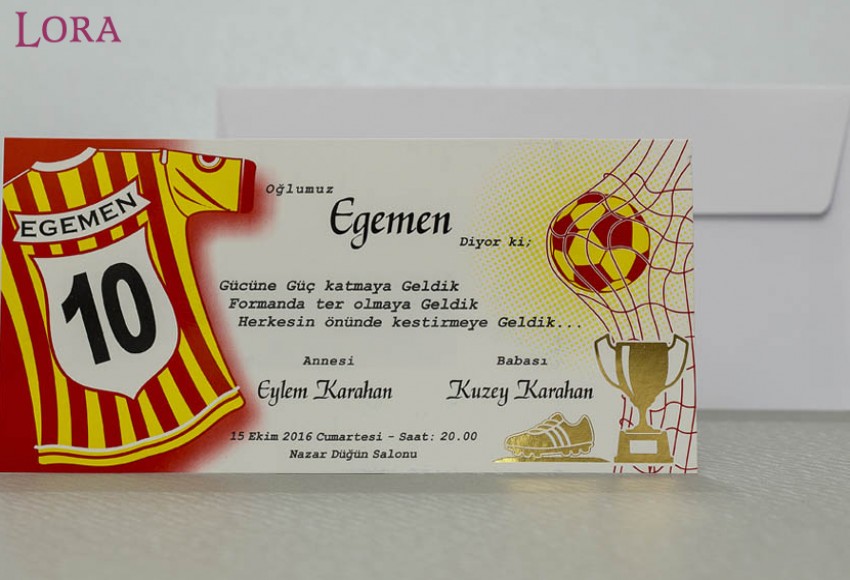 LORA
EGEMEN
10
Oğlumuz
Egemen
Diyor ki;
Gücüne Güç katmaya Geldik
Formanda ter olmaya Geldik
Herkesin önünde kestirmeye Geldik...
Annesi
Eylem Karahan
Babası
Kuzey Karahan
15 Ekim 2016 Cumartesi - Saat: 20.00
Nazar Düğün Salonu